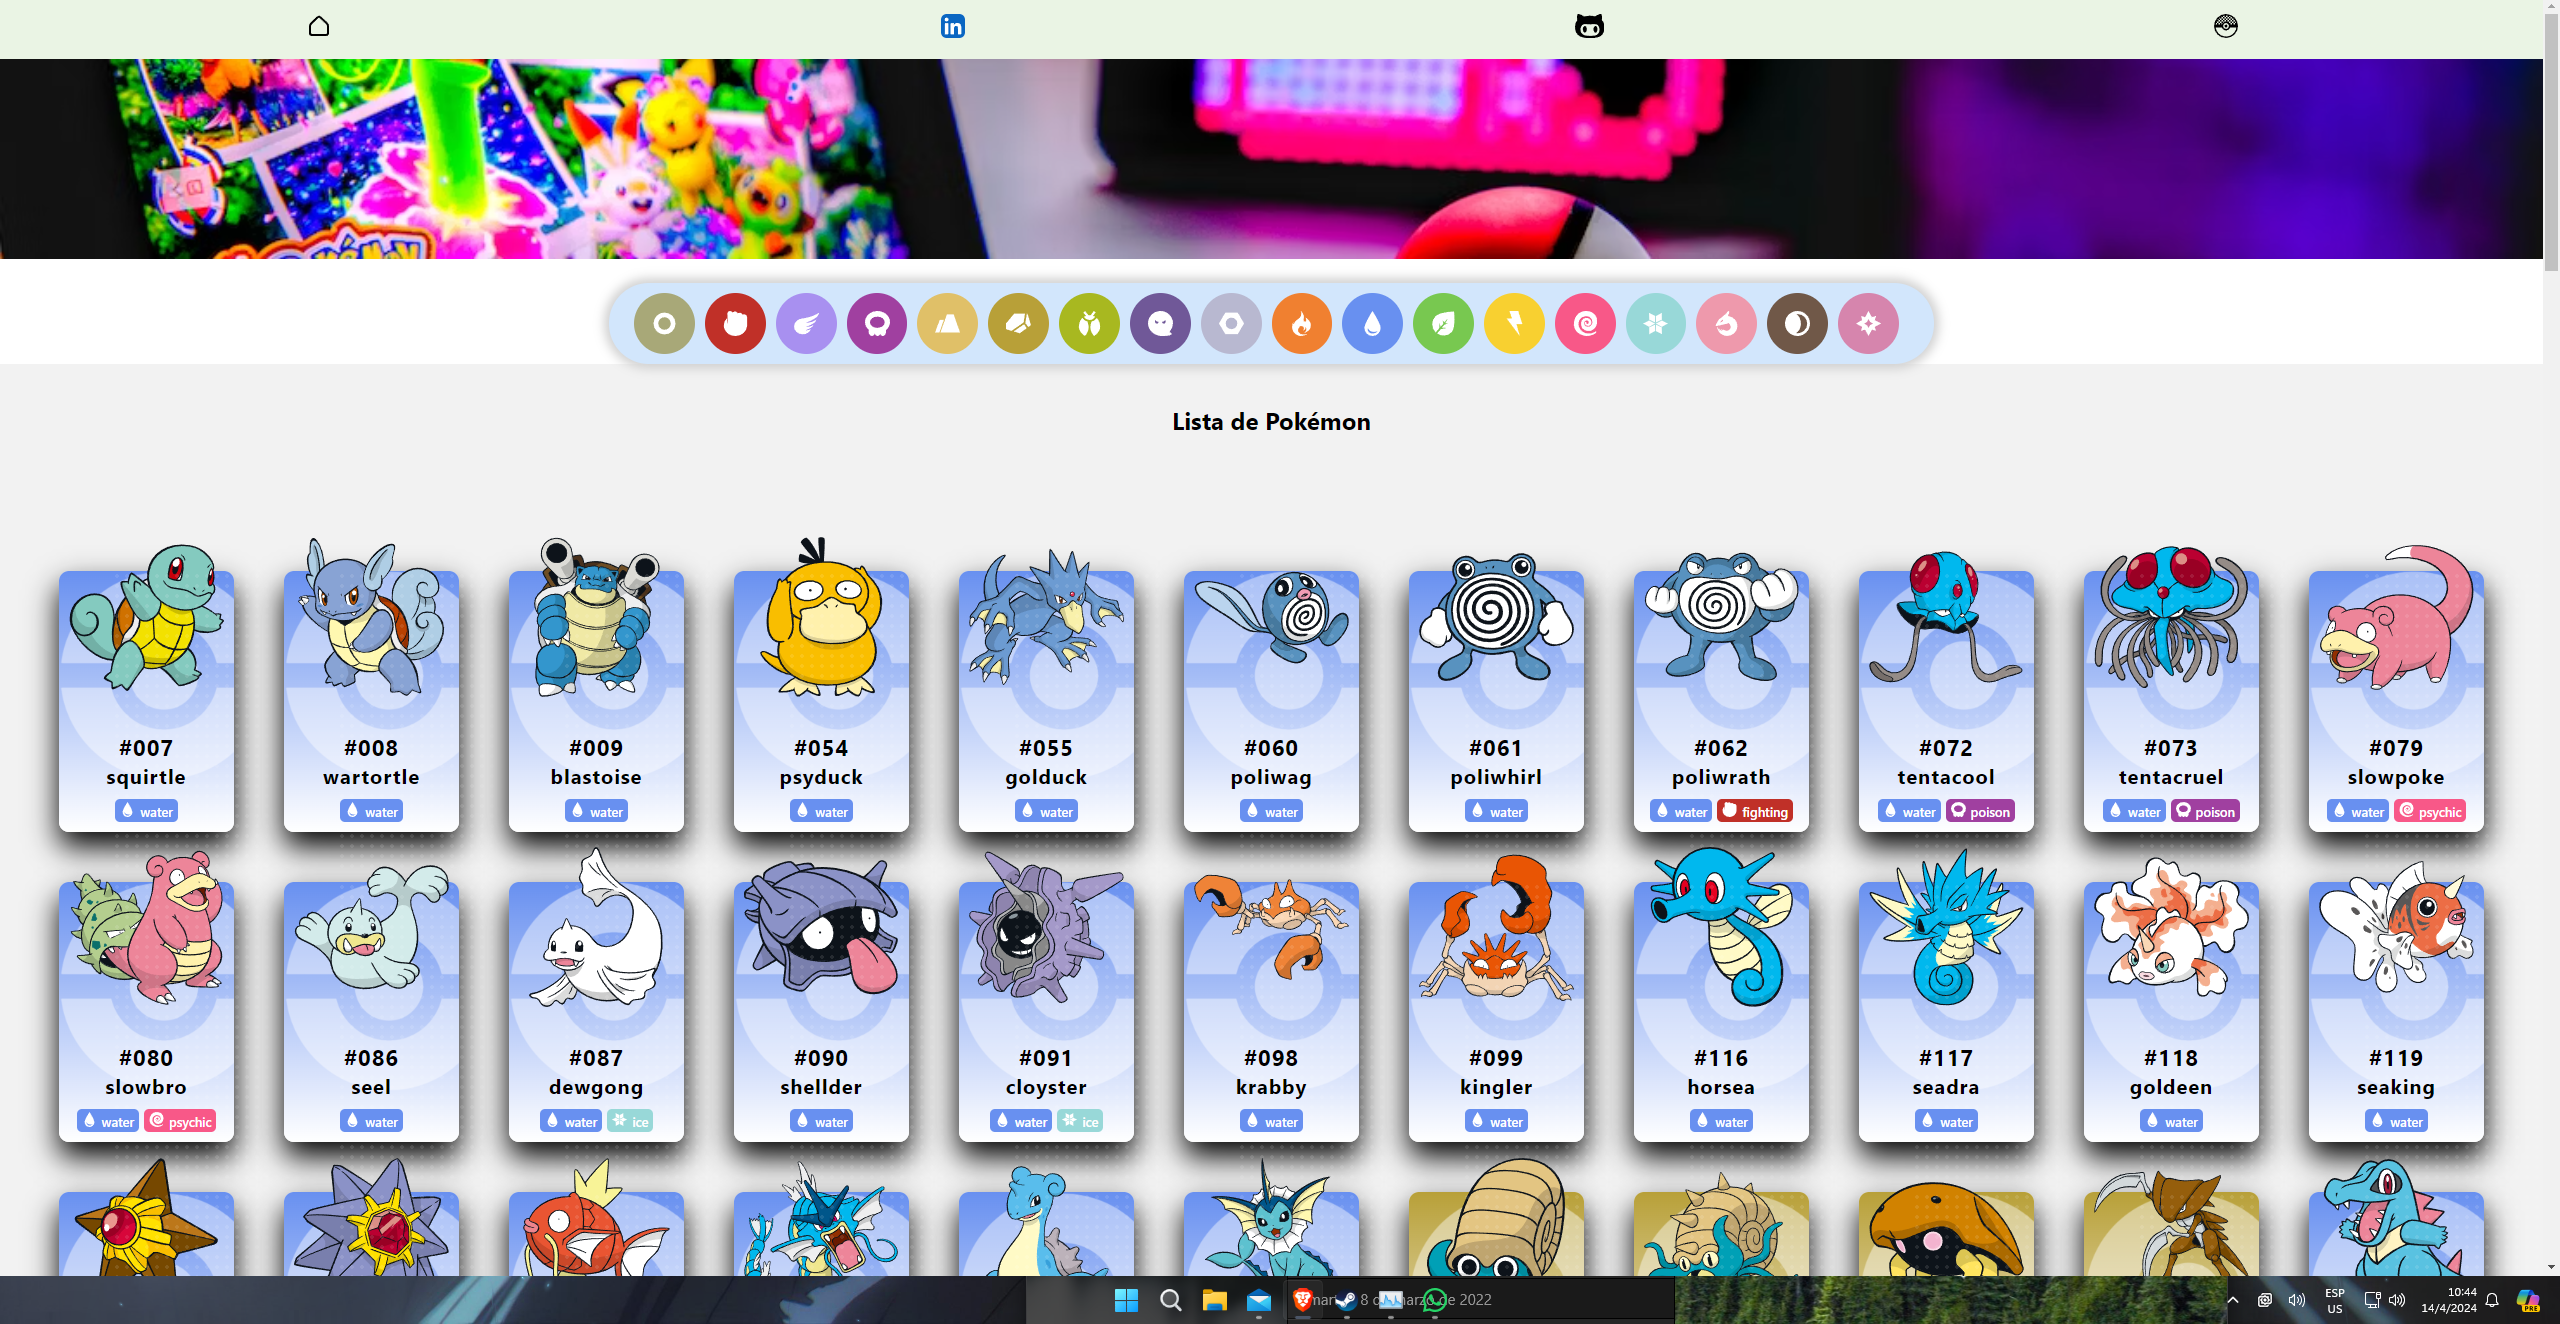 in
Lista de Pokémon
#007
squirtle
water
#008
wartortle
water
#009
blastoise
water
#054
psyduck
water
#055
golduck
water
#060
poliwag
water
#061
poliwhirl
water
#062
poliwrath
water fighting
#072
tentacool
water poison
#073
tentacruel
water poison
#079
slowpoke
water psychic
#080
slowbro
water psychic
#086
seel
water
#087
dewgong
water ice
#090
shellder
water
#091
cloyster
water ice
#098
krabby
water
#099
kingler
water
#116
horsea
water
#117
seadra
water
#118
goldeen
water
#119
seaking
water
de 2022
ESP
US
10:44
14/4/2024
PRE